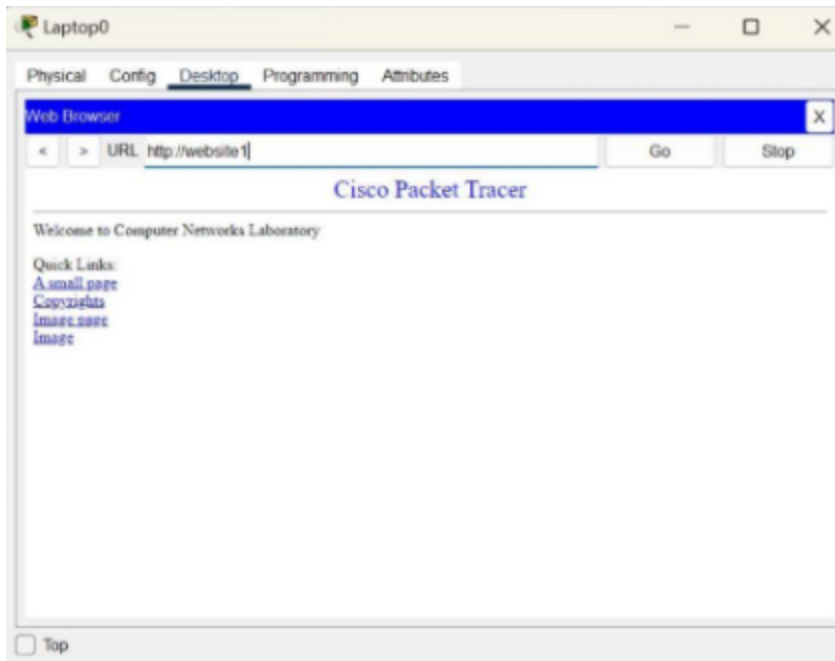 Laptop0
Physical Config Desktop Programming Attributes
Web Browser X
< > URL http://website1 Go Stop
Cisco Packet Tracer
Welcome to Computer Networks Laboratory
Quick Links:
A small page
Copyrights
Image page
Image
Top